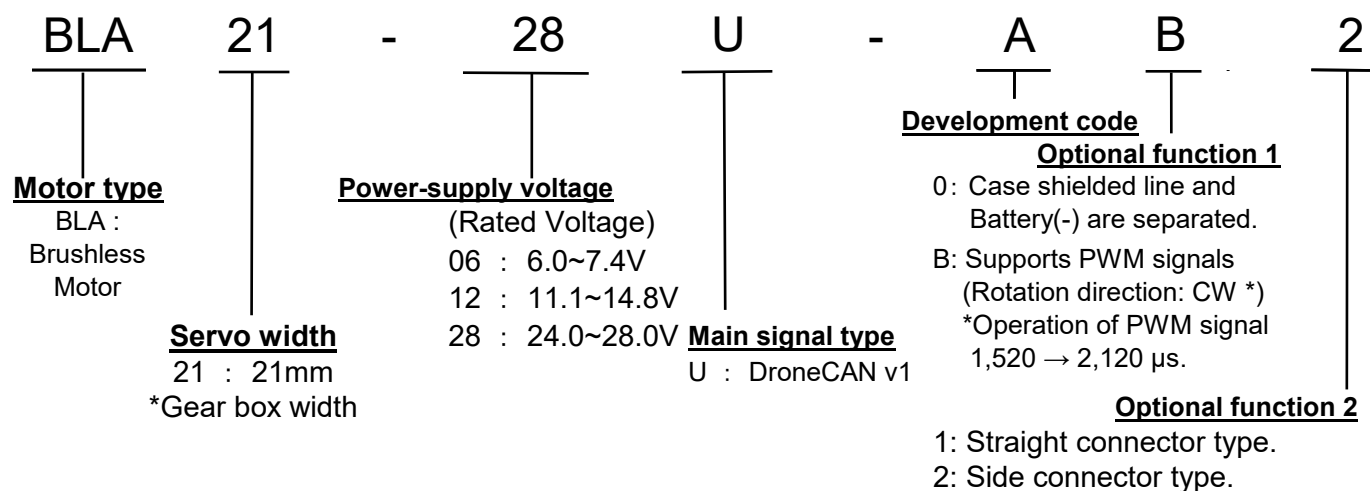 BLA 21 - 28 U - A B 2
Motor type
BLA :
Brushless
Motor
Servo width
21 : 21mm
*Gear box width
Power-supply voltage
(Rated Voltage)
06 : 6.0~7.4V
12 : 11.1~14.8V
28 : 24.0~28.0V
Main signal type
U : DroneCAN v1
Development code
Optional function 1
0: Case shielded line and
Battery(-) are separated.
B: Supports PWM signals
(Rotation direction: CW *)
*Operation of PWM signal
1,520 → 2,120 µs.
Optional function 2
1: Straight connector type.
2: Side connector type.